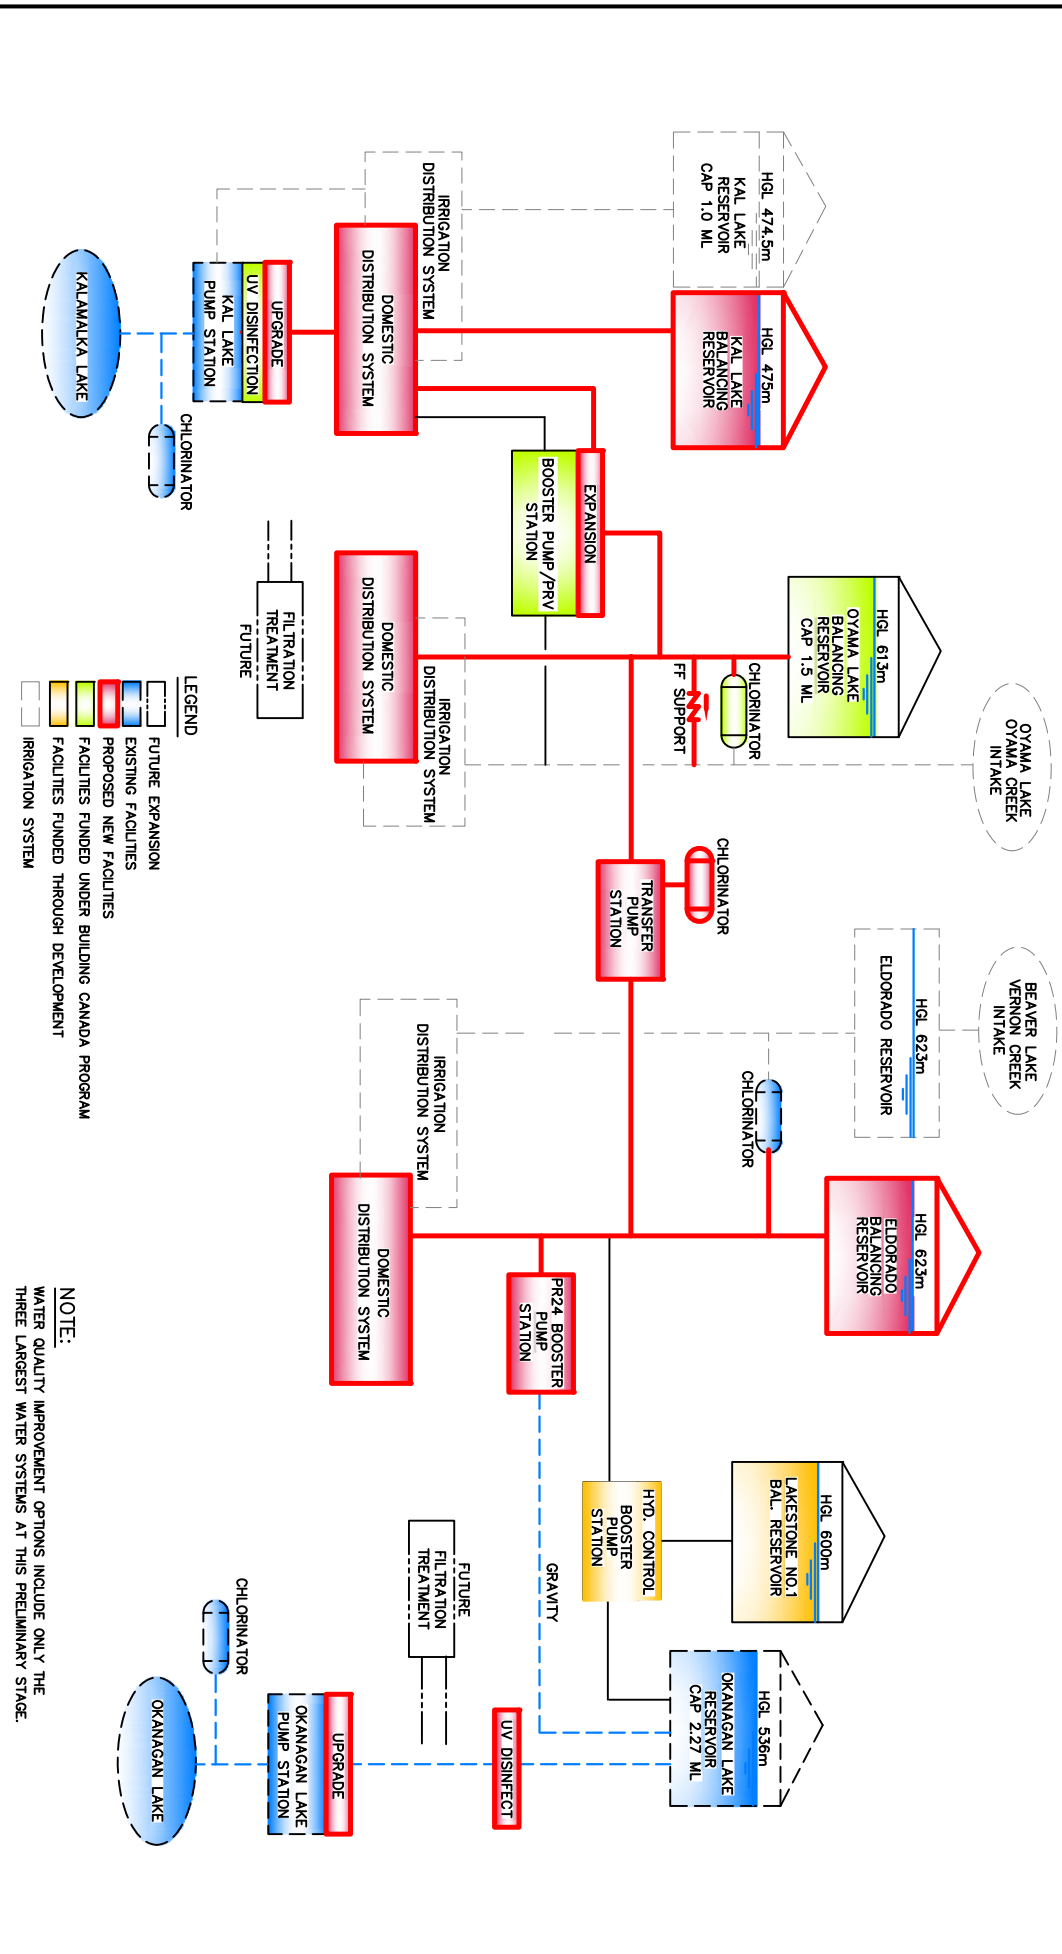 OYAMA LAKE
OYAMA CREEK
INTAKE
BEAVER LAKE
VERNON CREEK
INTAKE
HGL 474.5m
KAL LAKE
RESERVOIR
CAP 1.0 ML
HGL 475m
KAL LAKE
BALANCING
RESERVOIR
HGL 613m
OYAMA LAKE
BALANCING
RESERVOIR
CAP 1.5 ML
HGL 623m
ELDORADO RESERVOIR
HGL 623m
ELDORADO
BALANCING
RESERVOIR
HGL 600m
LAKESTONE NO.1
BAL. RESERVOIR
HGL 536m
OKANAGAN LAKE
RESERVOIR
CAP 2.27 ML
CHLORINATOR
FF SUPPORT
CHLORINATOR
CHLORINATOR
EXPANSION
BOOSTER PUMP/PRV
STATION
TRANSFER
PUMP
STATION
HYD. CONTROL
BOOSTER
PUMP
STATION
PR24 BOOSTER
PUMP
STATION
GRAVITY
UV DISINFECT
IRRIGATION
DISTRIBUTION SYSTEM
DOMESTIC
DISTRIBUTION SYSTEM
IRRIGATION
DISTRIBUTION SYSTEM
DOMESTIC
DISTRIBUTION SYSTEM
IRRIGATION
DISTRIBUTION SYSTEM
DOMESTIC
DISTRIBUTION SYSTEM
FUTURE
FILTRATION
TREATMENT
UPGRADE
UV DISINFECTION
KAL LAKE
PUMP STATION
FILTRATION
TREATMENT
FUTURE
UPGRADE
OKANAGAN LAKE
PUMP STATION
CHLORINATOR
KALAMALKA LAKE
CHLORINATOR
OKANAGAN LAKE
LEGEND
FUTURE EXPANSION
EXISTING FACILITIES
PROPOSED NEW FACILITIES
FACILITIES FUNDED UNDER BUILDING CANADA PROGRAM
FACILITIES FUNDED THROUGH DEVELOPMENT
IRRIGATION SYSTEM
NOTE:
WATER QUALITY IMPROVEMENT OPTIONS INCLUDE ONLY THE
THREE LARGEST WATER SYSTEMS AT THIS PRELIMINARY STAGE.